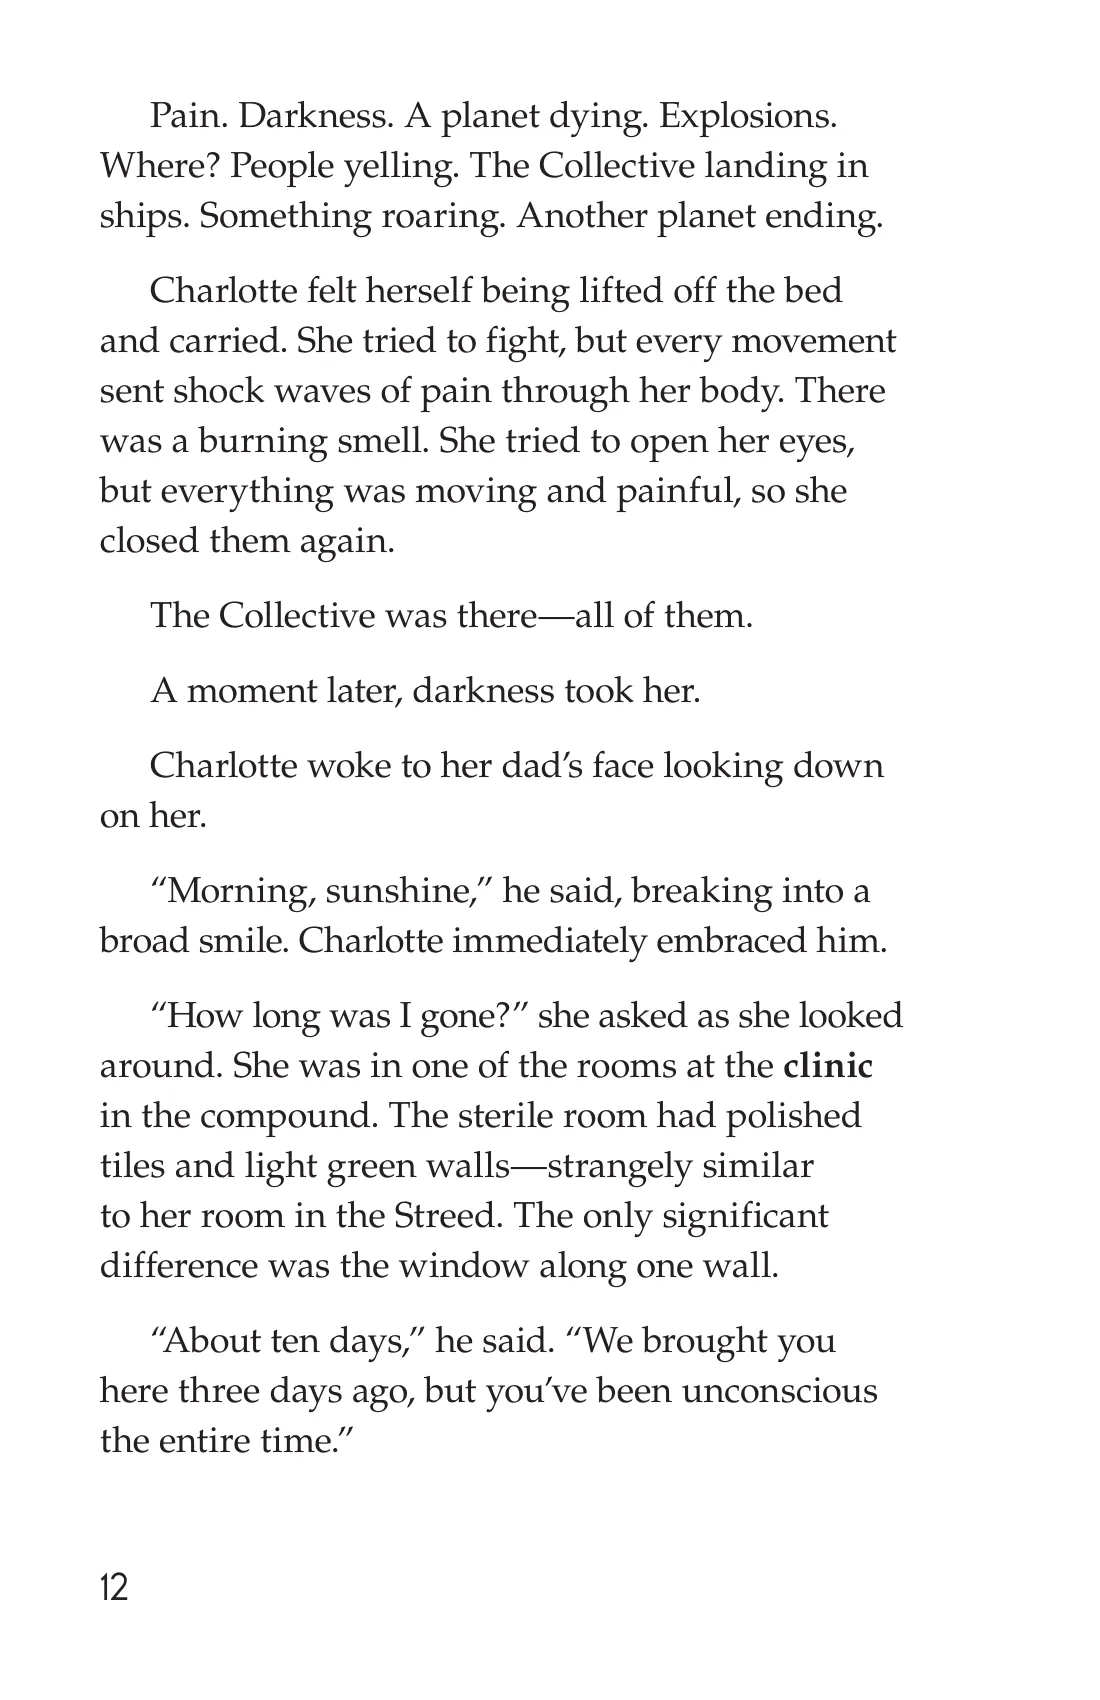 Pain. Darkness. A planet dying. Explosions.
Where? People yelling. The Collective landing in
ships. Something roaring. Another planet ending.
Charlotte felt herself being lifted off the bed
and carried. She tried to fight, but every movement
sent shock waves of pain through her body. There
was a burning smell. She tried to open her eyes,
but everything was moving and painful, so she
closed them again.
The Collective was there—all of them.
A moment later, darkness took her.
Charlotte woke to her dad’s face looking down
on her.
“Morning, sunshine,” he said, breaking into a
broad smile. Charlotte immediately embraced him.
“How long was I gone?” she asked as she looked
around. She was in one of the rooms at the clinic
in the compound. The sterile room had polished
tiles and light green walls—strangely similar
to her room in the Streed. The only significant
difference was the window along one wall.
“About ten days,” he said. “We brought you
here three days ago, but you’ve been unconscious
the entire time.”
12